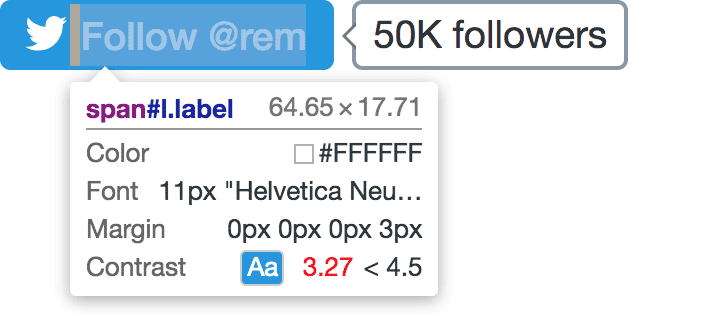 Follow @rem
50K followers
span#l.label 64.65 × 17.71
Color #FFFFFF
Font 11px "Helvetica Neu…
Margin 0px 0px 0px 3px
Contrast Aa 3.27 < 4.5